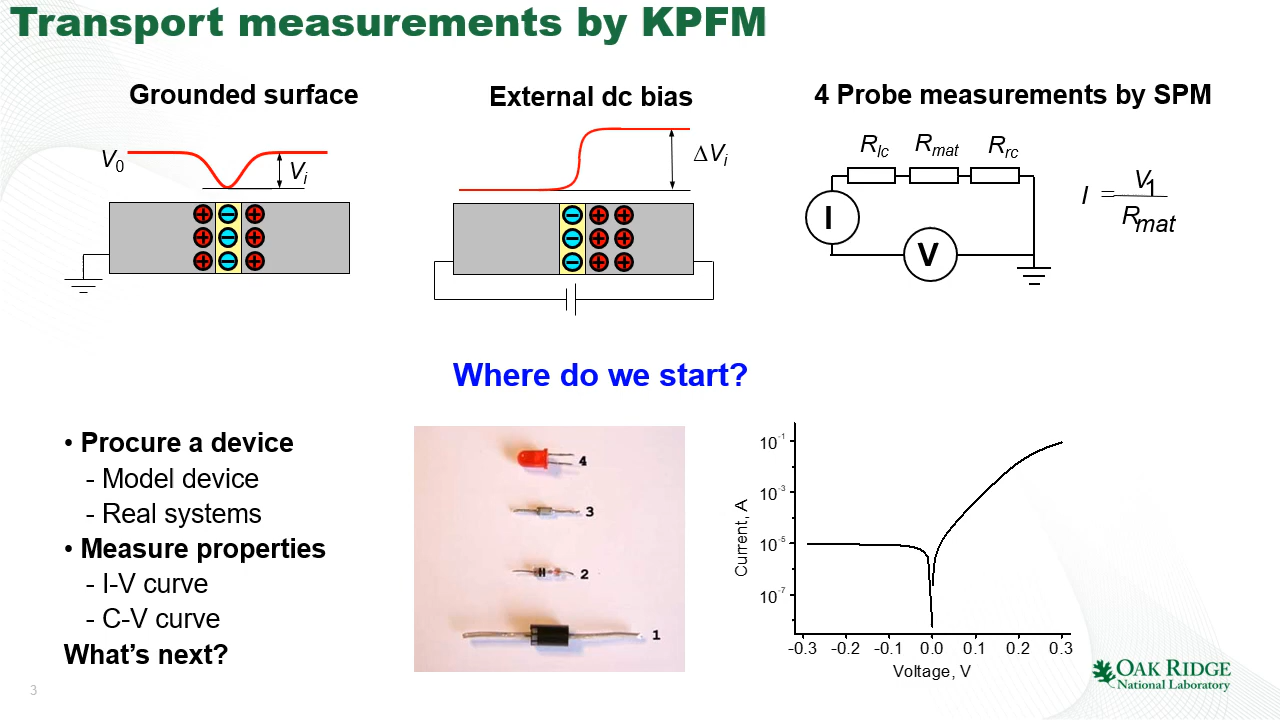 Transport measurements by KPFM
Grounded surface
External dc bias
4 Probe measurements by SPM
V0
Vi
ΔVi
Rlc
Rmat
Rrc
I
V
I = V1
Rmat
Where do we start?
• Procure a device
- Model device
- Real systems
• Measure properties
- I-V curve
- C-V curve
What's next?
4
3
2
1
Current, A
10-1
10-3
10-5
10-7
-0.3 -0.2 -0.1 0.0 0.1 0.2 0.3
Voltage, V
OAK RIDGE
National Laboratory
3